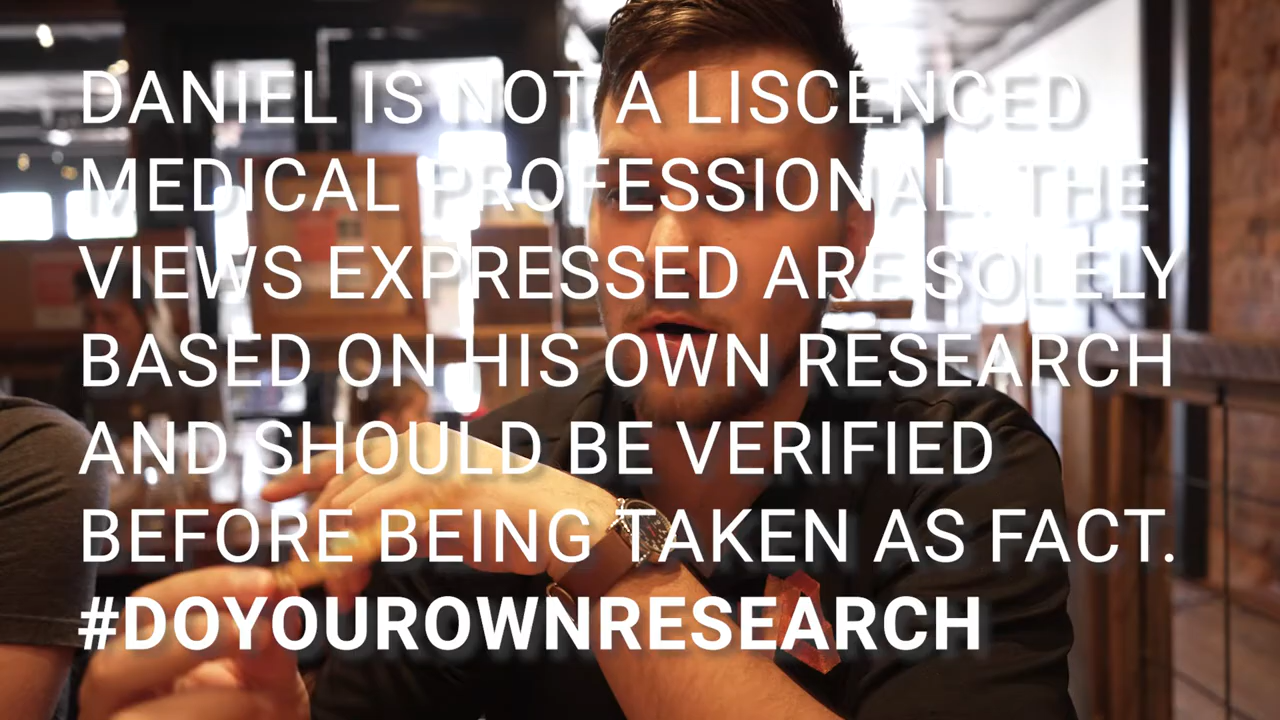 DANIEL IS NOT A LISCENCED
MEDICAL PROFESSIONAL. THE
VIEWS EXPRESSED ARE SOLELY
BASED ON HIS OWN RESEARCH
AND SHOULD BE VERIFIED
BEFORE BEING TAKEN AS FACT.
#DOYOUROWNRESEARCH